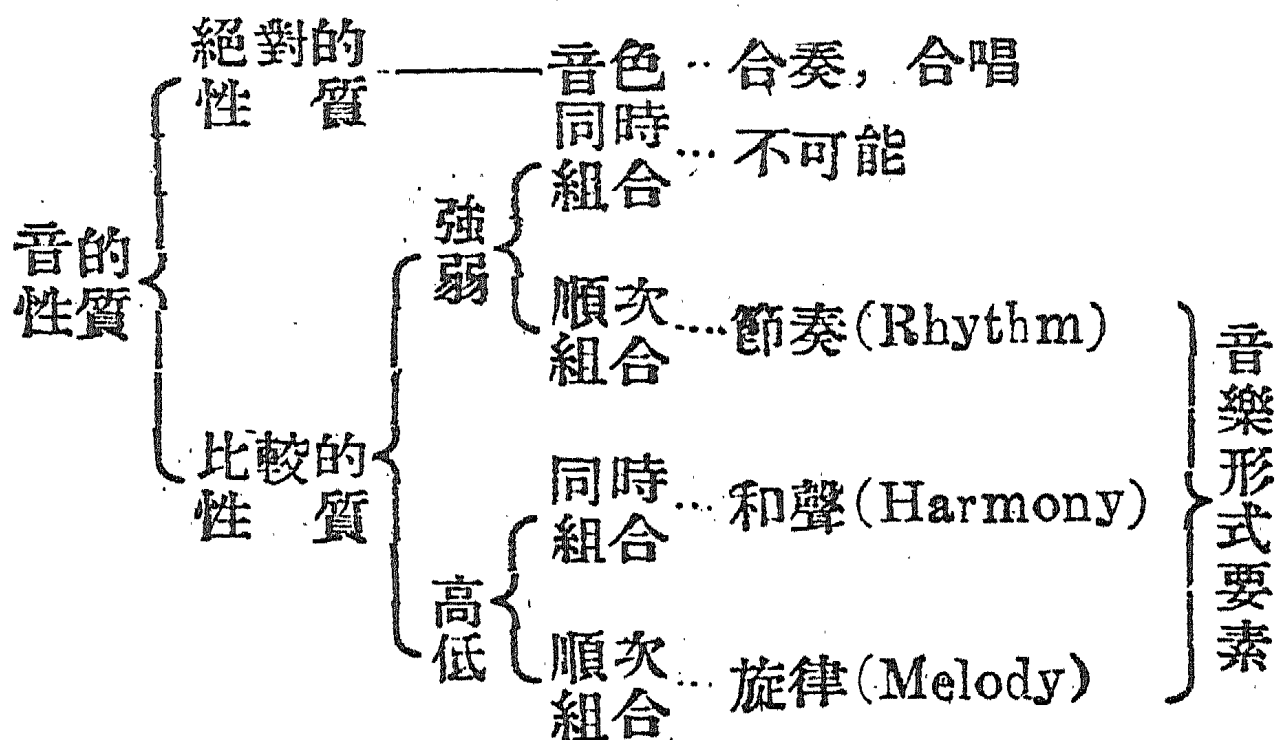 絕對的
性質
音色
合奏，合唱
同時
組合
不可能
強
弱
音的
性質
順次
組合
節奏(Rhythm)
比較的
性質
同時
組合
和聲(Harmony)
高
低
順次
組合
旋律(Melody)
音樂形式要素